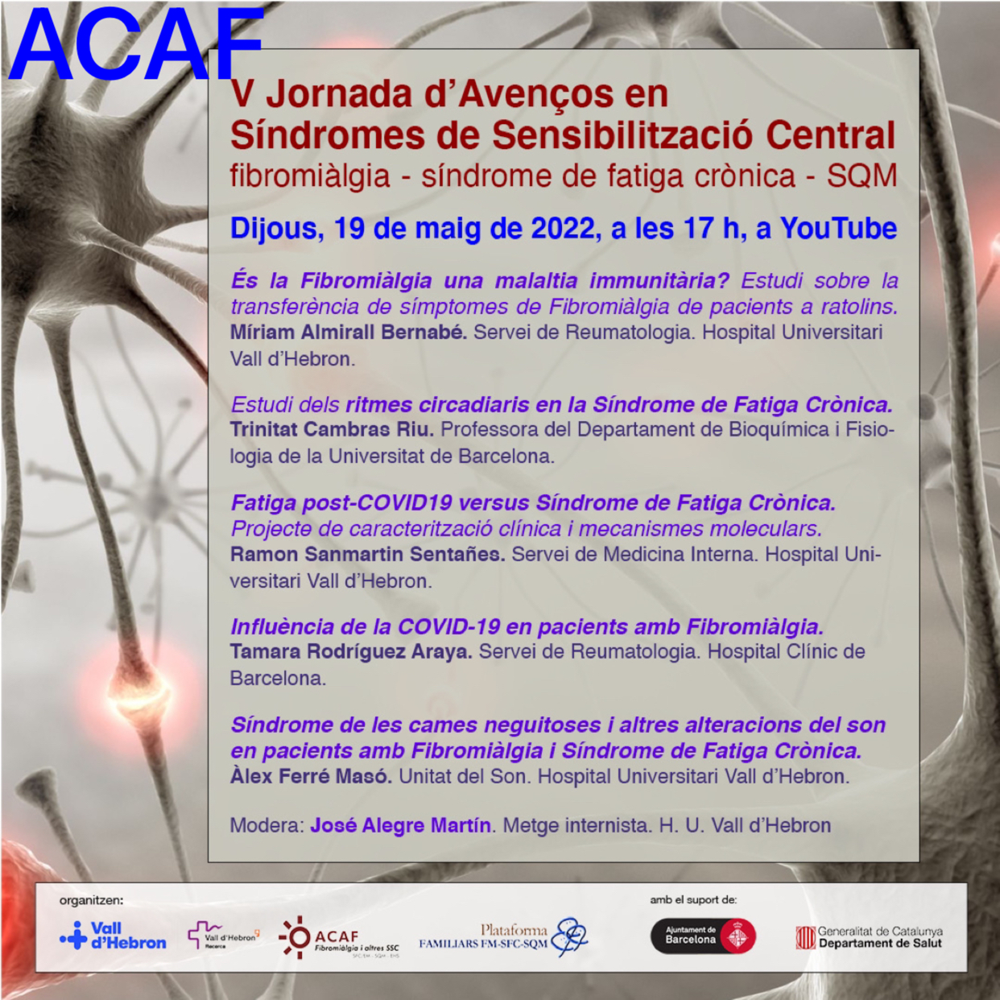 ACAF
V Jornada d’Avenços en
Síndromes de Sensibilització Central
fibromiàlgia - síndrome de fatiga crònica - SQM
Dijous, 19 de maig de 2022, a les 17 h, a YouTube
És la Fibromiàlgia una malaltia immunitària? Estudi sobre la
transferència de símptomes de Fibromiàlgia de pacients a ratolins.
Míriam Almirall Bernabé. Servei de Reumatologia. Hospital Universitari
Vall d’Hebron.
Estudi dels ritmes circadiaris en la Síndrome de Fatiga Crònica.
Trinitat Cambras Riu. Professora del Departament de Bioquímica i Fisio-
logia de la Universitat de Barcelona.
Fatiga post-COVID19 versus Síndrome de Fatiga Crònica.
Projecte de caracterització clínica i mecanismes moleculars.
Ramon Sanmartin Sentañes. Servei de Medicina Interna. Hospital Uni-
versitari Vall d’Hebron.
Influència de la COVID-19 en pacients amb Fibromiàlgia.
Tamara Rodríguez Araya. Servei de Reumatologia. Hospital Clínic de
Barcelona.
Síndrome de les cames neguitoses i altres alteracions del son
en pacients amb Fibromiàlgia i Síndrome de Fatiga Crònica.
Àlex Ferré Masó. Unitat del Son. Hospital Universitari Vall d’Hebron.
Modera: José Alegre Martín. Metge internista. H. U. Vall d’Hebron
organitzen:
Vall
d’Hebron
Vall d’Hebron
Recerca
ACAF
Fibromiàlgia i altres SSC
SFC/EM - SQM - EHS
Plataforma
FAMILIARS FM-SFC-SQM
amb el suport de:
Ajuntament de
Barcelona
Generalitat de Catalunya
Departament de Salut